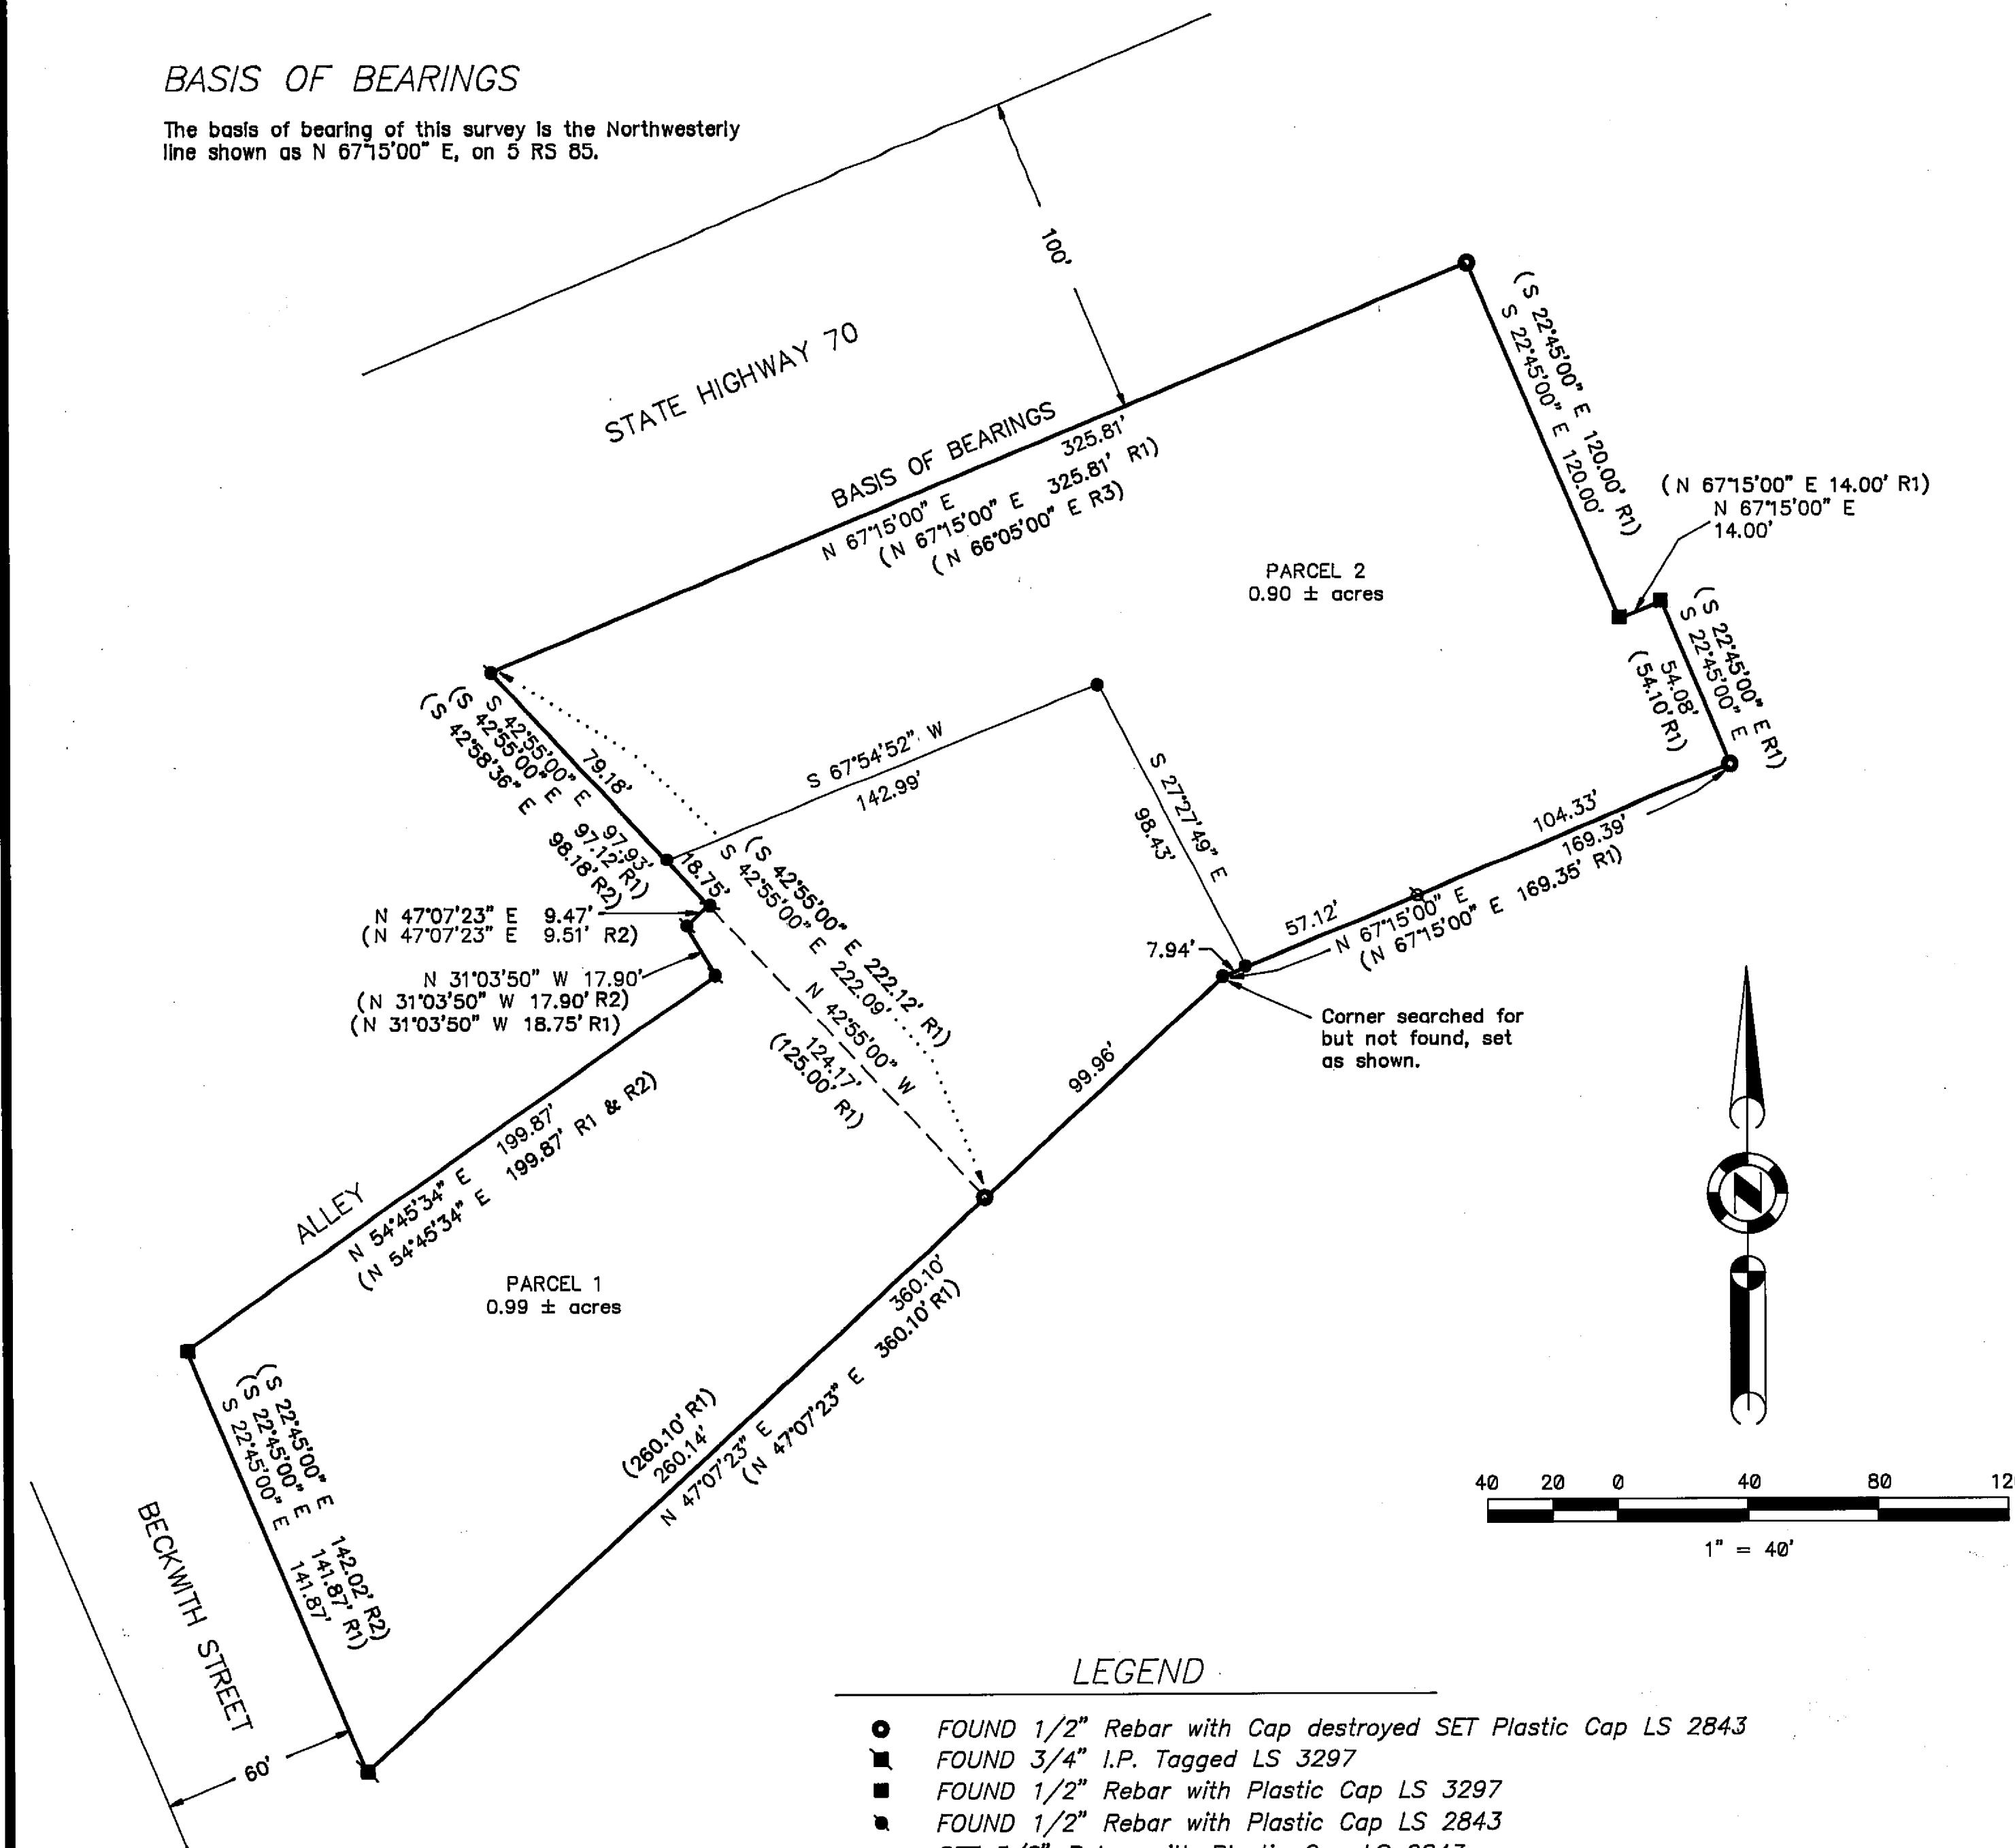 BASIS OF BEARINGS
The basis of bearing of this survey is the Northwesterly
line shown as N 67°15'00" E, on 5 RS 85.
100'
STATE HIGHWAY 70
BASIS OF BEARINGS
325.81'
N 67°15'00" E
(N 67°15'00" E 325.81' R1)
(N 66°05'00" E R3)
(S 22°45'00" E 120.00' R1)
S 22°45'00" E 120.00'
(N 67°15'00" E 14.00' R1)
N 67°15'00" E
14.00'
PARCEL 2
0.90 ± acres
(S 22°45'00" E R1)
S 22°45'00" E
54.08'
(54.10' R1)
S 42°55'00" E 97.93'
(S 42°55'00" E 97.12' R1)
(S 42°58'36" E 98.18' R2)
79.18'
18.75'
S 67°54'52" W
142.99'
S 27°27'49" E
98.43'
104.33'
169.39'
N 67°15'00" E
(N 67°15'00" E 169.35' R1)
57.12'
7.94'
N 47°07'23" E 9.47'
(N 47°07'23" E 9.51' R2)
N 31°03'50" W 17.90'
(N 31°03'50" W 17.90' R2)
(N 31°03'50" W 18.75' R1)
(S 42°55'00" E 222.12' R1)
S 42°55'00" E 222.09'
N 42°55'00" W
124.17'
(125.00' R1)
Corner searched for
but not found, set
as shown.
99.96'
ALLEY
199.87'
N 54°45'34" E
(N 54°45'34" E 199.87' R1 & R2)
PARCEL 1
0.99 ± acres
360.10'
(260.10' R1)
260.14'
N 47°07'23" E
(N 47°07'23" E 360.10' R1)
(S 22°45'00" E 142.02' R2)
(S 22°45'00" E 141.87' R1)
S 22°45'00" E 141.87'
BECKWITH STREET
60'
N
40 20 0 40 80 12
1" = 40'
LEGEND
FOUND 1/2" Rebar with Cap destroyed SET Plastic Cap LS 2843
FOUND 3/4" I.P. Tagged LS 3297
FOUND 1/2" Rebar with Plastic Cap LS 3297
FOUND 1/2" Rebar with Plastic Cap LS 2843